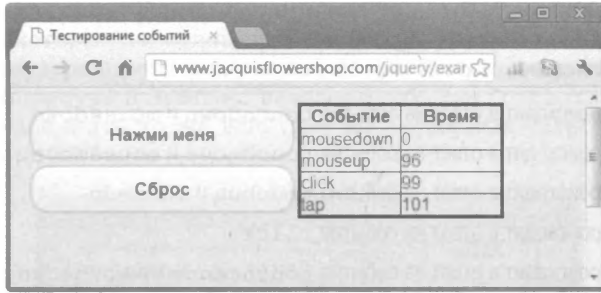 Тестирование событий
www.jacquisflowershop.com/jquery/exar
Нажми меня
Сброс
Событие Время
mousedown 0
mouseup 96
click 99
tap 101